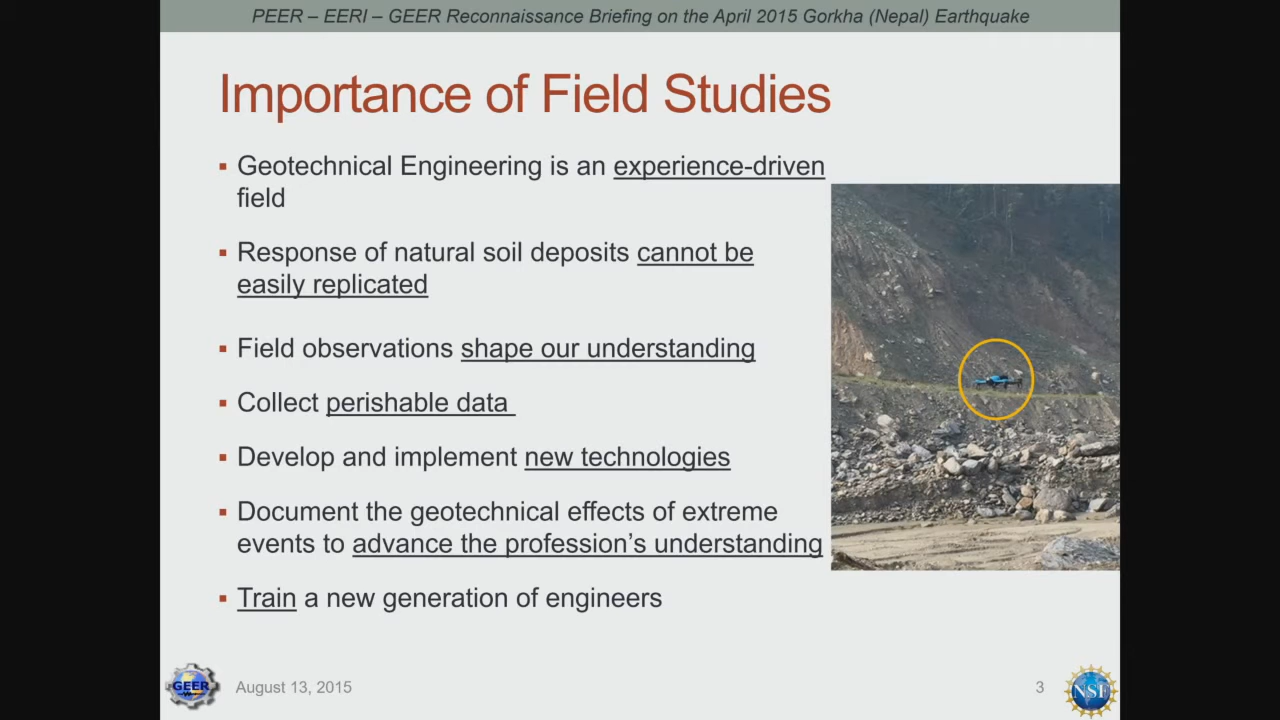 PEER – EERI – GEER Reconnaissance Briefing on the April 2015 Gorkha (Nepal) Earthquake
Importance of Field Studies
▪ Geotechnical Engineering is an experience-driven
field
▪ Response of natural soil deposits cannot be
easily replicated
▪ Field observations shape our understanding
▪ Collect perishable data
▪ Develop and implement new technologies
▪ Document the geotechnical effects of extreme
events to advance the profession’s understanding
▪ Train a new generation of engineers
GEER
August 13, 2015
3
NSF